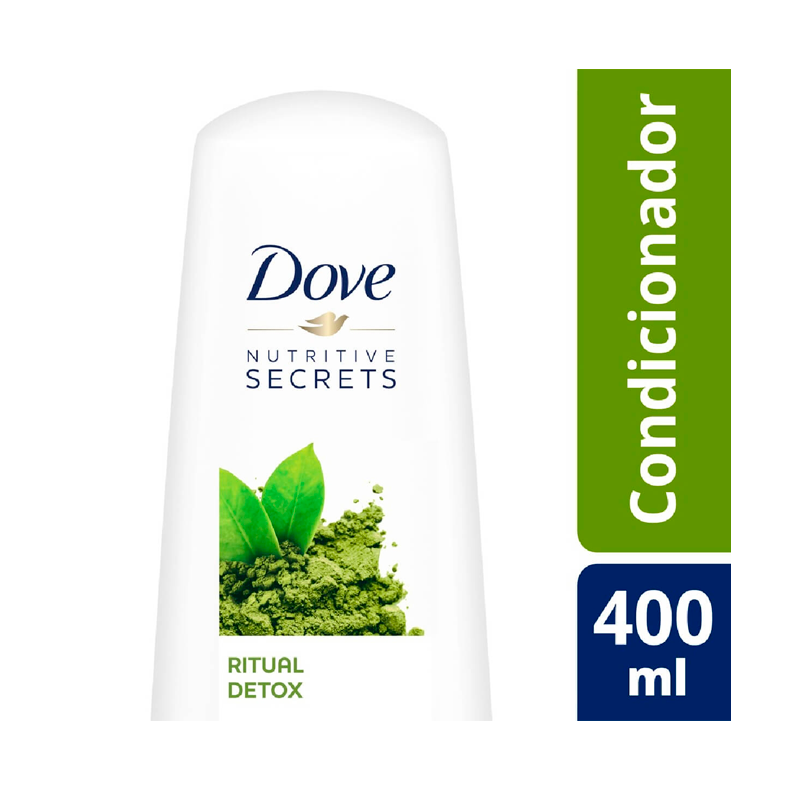 Dove
NUTRITIVE
SECRETS
RITUAL
DETOX
Condicionador
400
ml